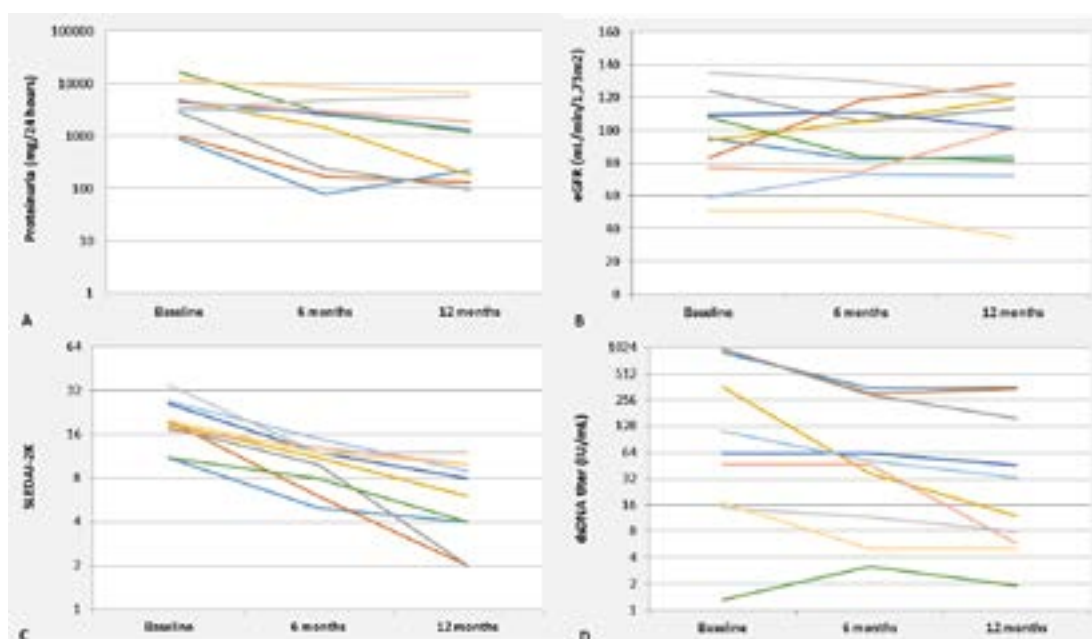 100000
10000
1000
100
10
1
Proteinuria (mg/24 hours)
Baseline
6 months
12 months
A
160
140
120
100
80
60
40
20
0
eGFR (mL/min/1,73m2)
Baseline
6 months
12 months
B
64
32
16
8
4
2
1
SLEDAI-2K
Baseline
6 months
12 months
C
1024
512
256
128
64
32
16
8
4
2
1
dsDNA titer (IU/mL)
Baseline
6 months
12 months
D